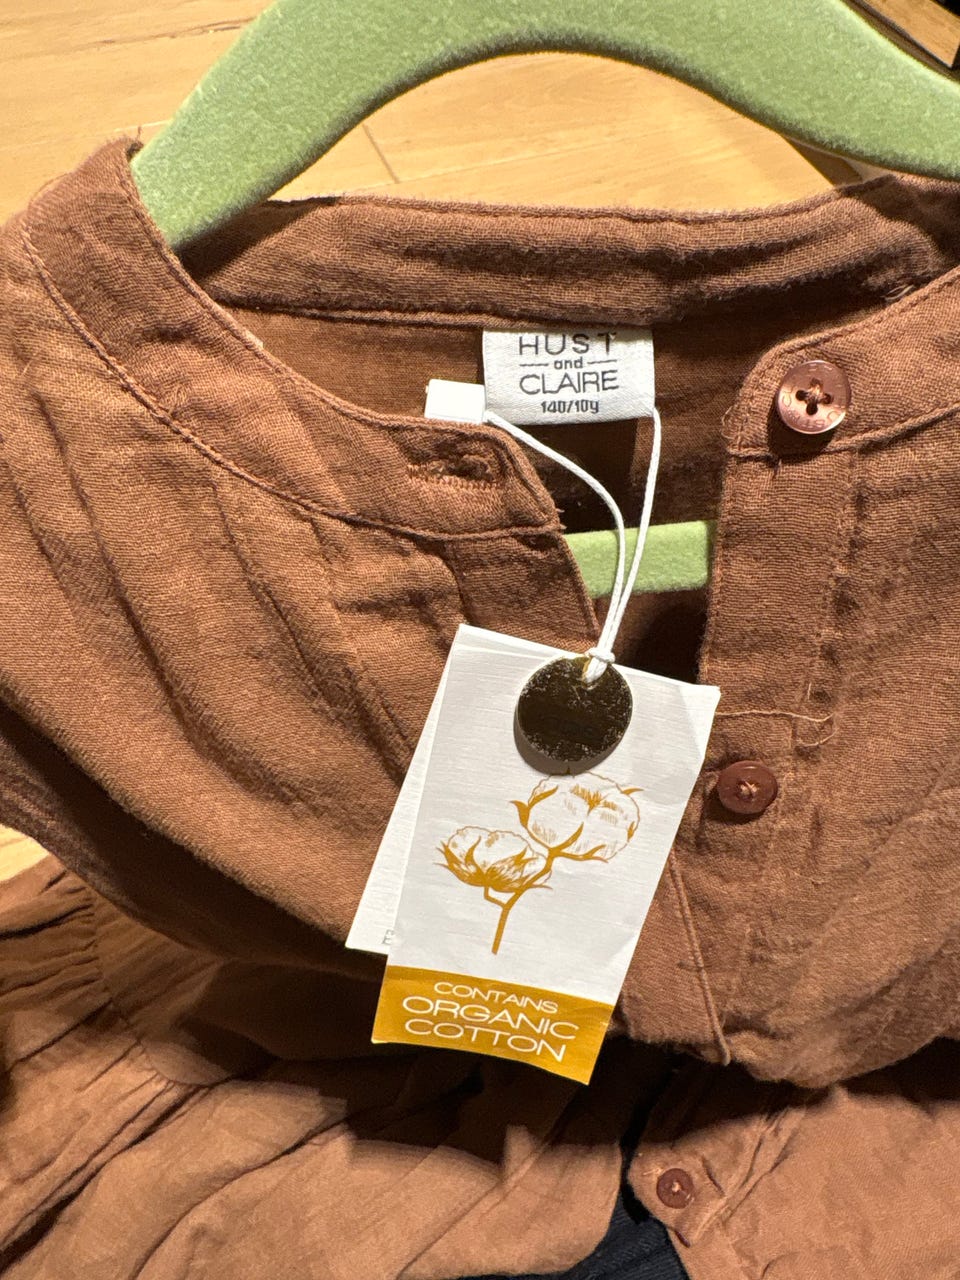 HUST
and
CLAIRE
140/10y
CONTAINS
ORGANIC
COTTON